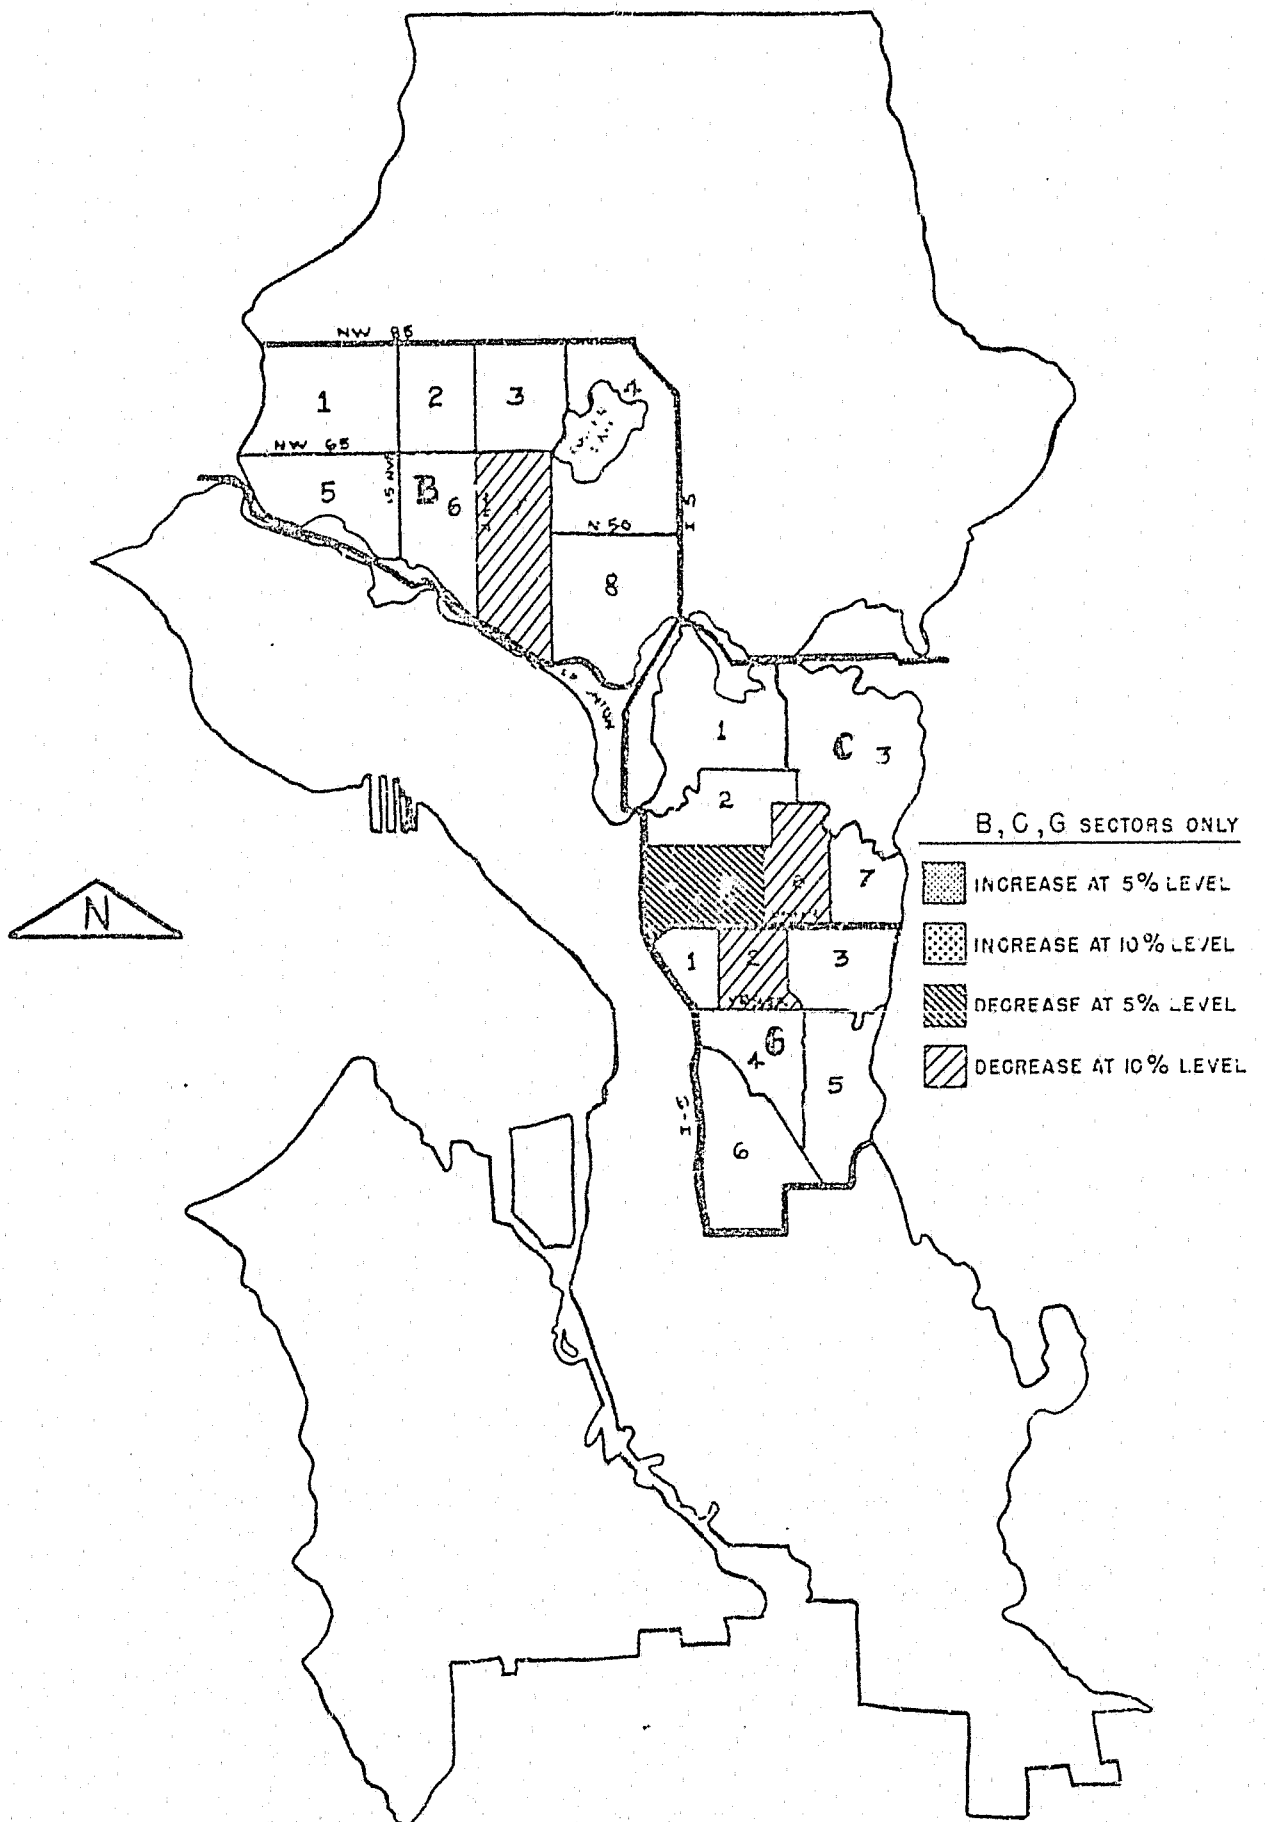 NW 85
1
2
3
NW 65
5
15 NW
B
6
N 50
I-5
8
1
C
3
2
7
1
2
3
4
G
5
6
I-5
N
B, C, G SECTORS ONLY
INCREASE AT 5% LEVEL
INCREASE AT 10% LEVEL
DECREASE AT 5% LEVEL
DECREASE AT 10% LEVEL